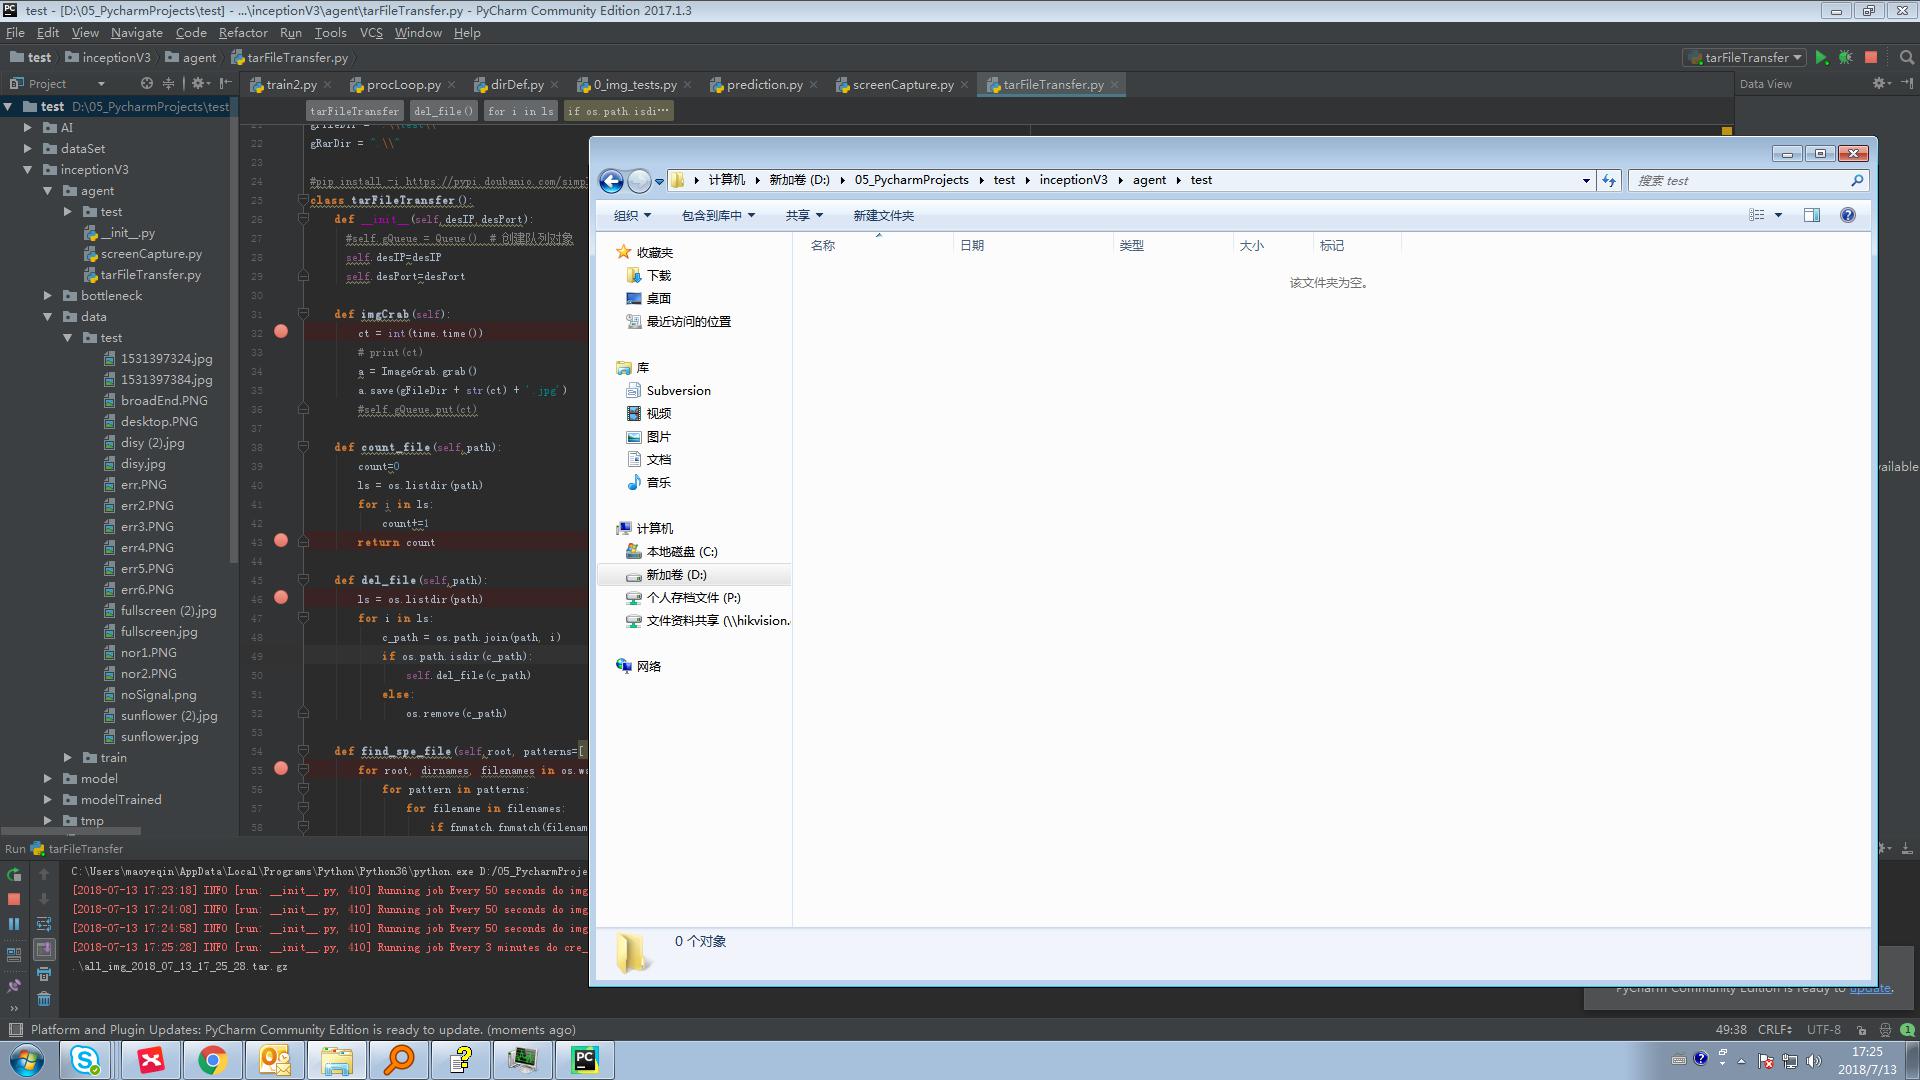 test - [D:\05_PycharmProjects\test] - ...\inceptionV3\agent\tarFileTransfer.py - PyCharm Community Edition 2017.1.3
File Edit View Navigate Code Refactor Run Tools VCS Window Help
test inceptionV3 agent tarFileTransfer.py
tarFileTransfer
Project
train2.py procLoop.py dirDef.py 0_img_tests.py prediction.py screenCapture.py tarFileTransfer.py
Data View
tarFileTransfer del_file() for i in ls if os.path.isdi...
test D:\05_PycharmProjects\test
AI
dataSet
inceptionV3
agent
test
__init__.py
screenCapture.py
tarFileTransfer.py
bottleneck
data
test
1531397324.jpg
1531397384.jpg
broadEnd.PNG
desktop.PNG
disy (2).jpg
disy.jpg
err.PNG
err2.PNG
err3.PNG
err4.PNG
err5.PNG
err6.PNG
fullscreen (2).jpg
fullscreen.jpg
nor1.PNG
nor2.PNG
noSignal.png
sunflower (2).jpg
sunflower.jpg
train
model
modelTrained
tmp
22 gRarDir = ".\\"
23
24 #pip install -i https://pypi.doubanio.com/simpl
25 class tarFileTransfer():
26 def __init__(self,desIP,desPort):
27 #self.gQueue = Queue() # 创建队列对象
28 self.desIP=desIP
29 self.desPort=desPort
30
31 def imgCrab(self):
32 ct = int(time.time())
33 # print(ct)
34 a = ImageGrab.grab()
35 a.save(gFileDir + str(ct) + '.jpg')
36 #self.gQueue.put(ct)
37
38 def count_file(self,path):
39 count=0
40 ls = os.listdir(path)
41 for i in ls:
42 count+=1
43 return count
44
45 def del_file(self,path):
46 ls = os.listdir(path)
47 for i in ls:
48 c_path = os.path.join(path, i)
49 if os.path.isdir(c_path):
50 self.del_file(c_path)
51 else:
52 os.remove(c_path)
54 def find_spe_file(self,root, patterns=[
55 for root, dirnames, filenames in os.wa
56 for pattern in patterns:
57 for filename in filenames:
58 if fnmatch.fnmatch(filenam
计算机 新加卷 (D:) 05_PycharmProjects test inceptionV3 agent test
搜索 test
组织 包含到库中 共享 新建文件夹
收藏夹
下载
桌面
最近访问的位置
库
Subversion
视频
图片
文档
音乐
计算机
本地磁盘 (C:)
新加卷 (D:)
个人存档文件 (P:)
文件资料共享 (\\hikvision.
网络
名称 日期 类型 大小 标记
该文件夹为空。
0 个对象
vailable
Run tarFileTransfer
C:\Users\maoyeqin\AppData\Local\Programs\Python\Python36\python.exe D:/05_PycharmProje
[2018-07-13 17:23:18] INFO [run: __init__.py, 410] Running job Every 50 seconds do img
[2018-07-13 17:24:08] INFO [run: __init__.py, 410] Running job Every 50 seconds do img
[2018-07-13 17:24:58] INFO [run: __init__.py, 410] Running job Every 50 seconds do img
[2018-07-13 17:25:28] INFO [run: __init__.py, 410] Running job Every 3 minutes do cre_
.\all_img_2018_07_13_17_25_28.tar.gz
PyCharm Community Edition is ready to update.
Platform and Plugin Updates: PyCharm Community Edition is ready to update. (moments ago)
49:38 CRLF UTF-8 1
17:25
2018/7/13